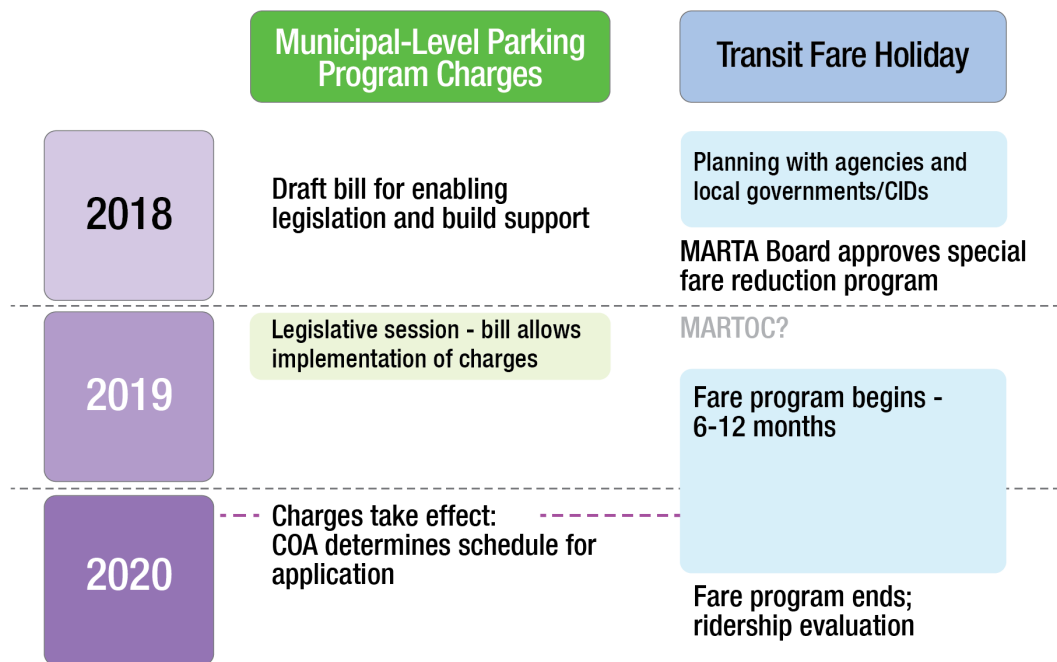 Municipal-Level Parking
Program Charges
Transit Fare Holiday
2018
Draft bill for enabling
legislation and build support
Planning with agencies and
local governments/CIDs
MARTA Board approves special
fare reduction program
2019
Legislative session - bill allows
implementation of charges
MARTOC?
Fare program begins -
6-12 months
2020
Charges take effect:
COA determines schedule for
application
Fare program ends;
ridership evaluation